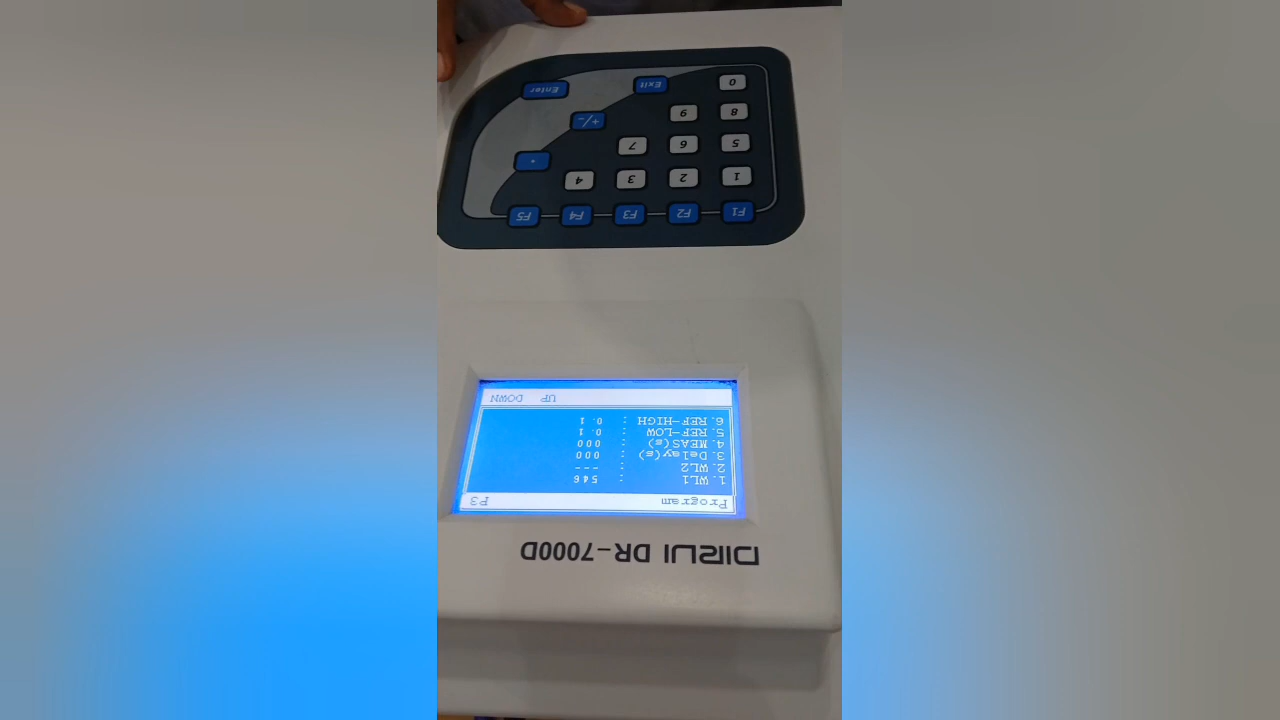 DIRUI DR-7000D
Program P3
1. WL1 : 546
2. WL2 : ---
3. Delay(s) : 000
4. MEAS(s) : 000
5. REF-LOW : 0.1
6. REF-HIGH : 0.1
UP DOWN
F1 F2 F3 F4 F5
1 2 3 4 .
5 6 7 +/-
8 9
0 Exit Enter